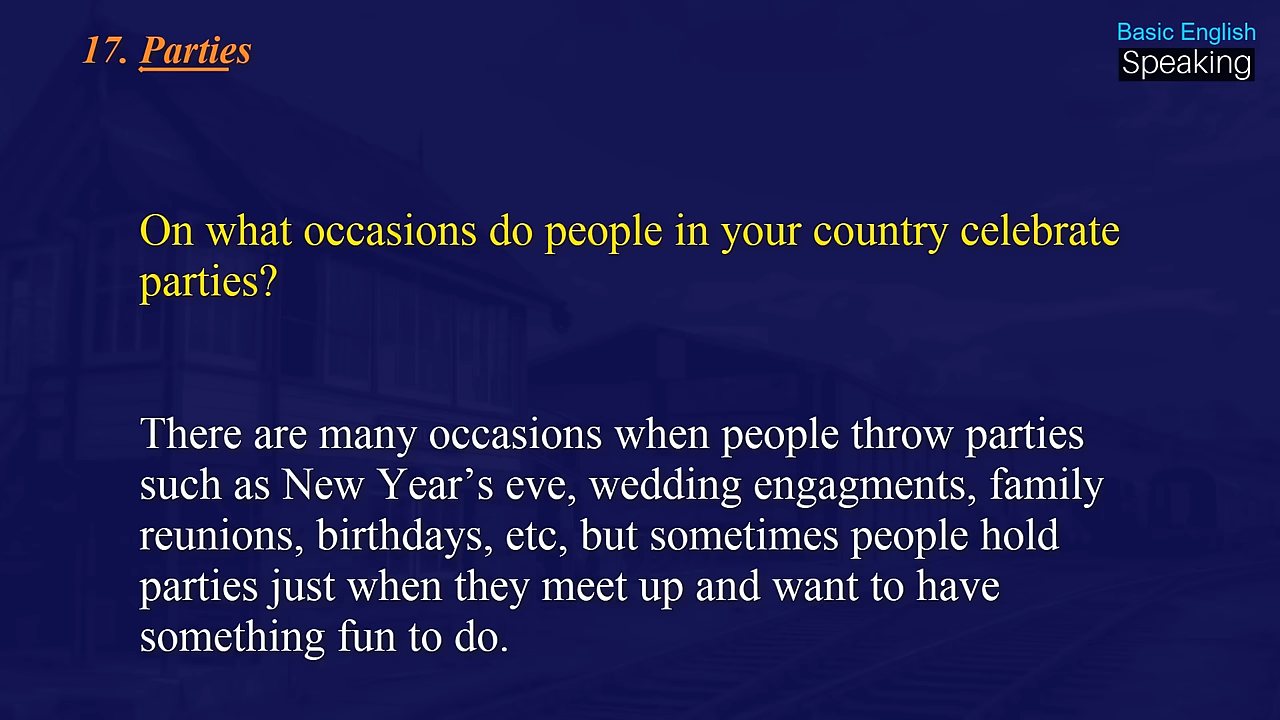 17. Parties
Basic English
Speaking
On what occasions do people in your country celebrate
parties?
There are many occasions when people throw parties
such as New Year’s eve, wedding engagments, family
reunions, birthdays, etc, but sometimes people hold
parties just when they meet up and want to have
something fun to do.